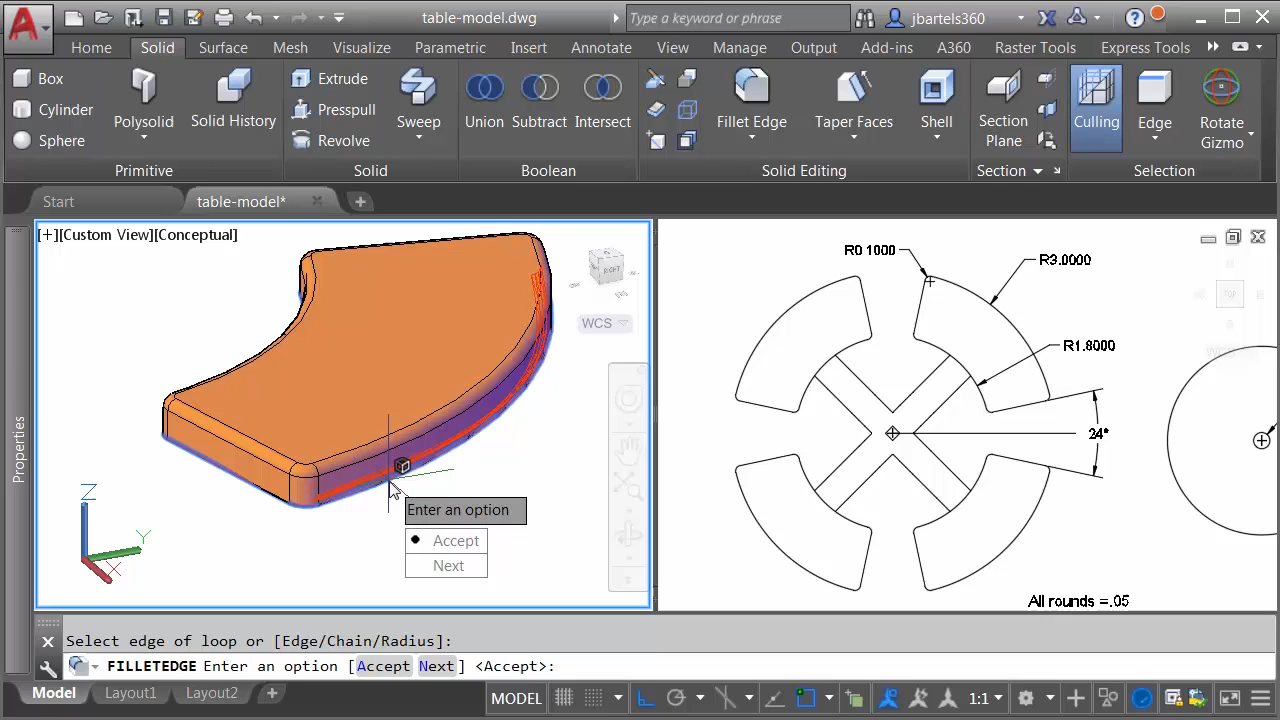 table-model.dwg
Type a keyword or phrase
jbartels360
Home Solid Surface Mesh Visualize Parametric Insert Annotate View Manage Output Add-ins A360 Raster Tools Express Tools
Box
Cylinder
Sphere
Polysolid
Solid History
Extrude
Presspull
Revolve
Sweep
Union
Subtract
Intersect
Fillet Edge
Taper Faces
Shell
Section
Plane
Culling
Edge
Rotate
Gizmo
Primitive
Solid
Boolean
Solid Editing
Section
Selection
Start
table-model*
[+][Custom View][Conceptual]
RIGHT
WCS
Z
Y
X
Properties
Enter an option
Accept
Next
R0 1000
R3.0000
R1.8000
24°
TOP
All rounds =.05
Select edge of loop or [Edge/Chain/Radius]:
FILLETEDGE Enter an option [Accept Next] <Accept>:
Model
Layout1
Layout2
MODEL
1:1